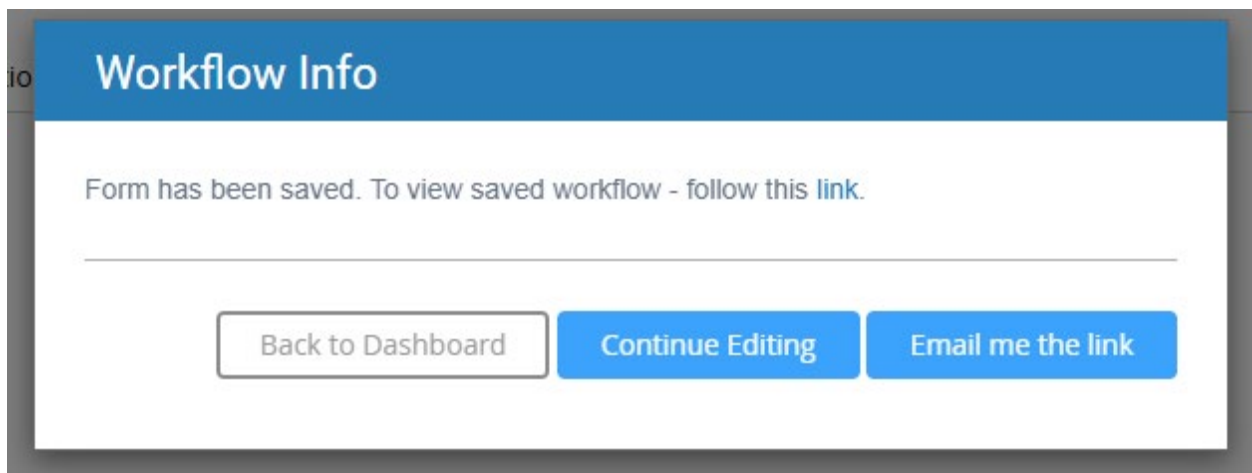 Workflow Info
tio
Form has been saved. To view saved workflow - follow this link.
Back to Dashboard
Continue Editing
Email me the link